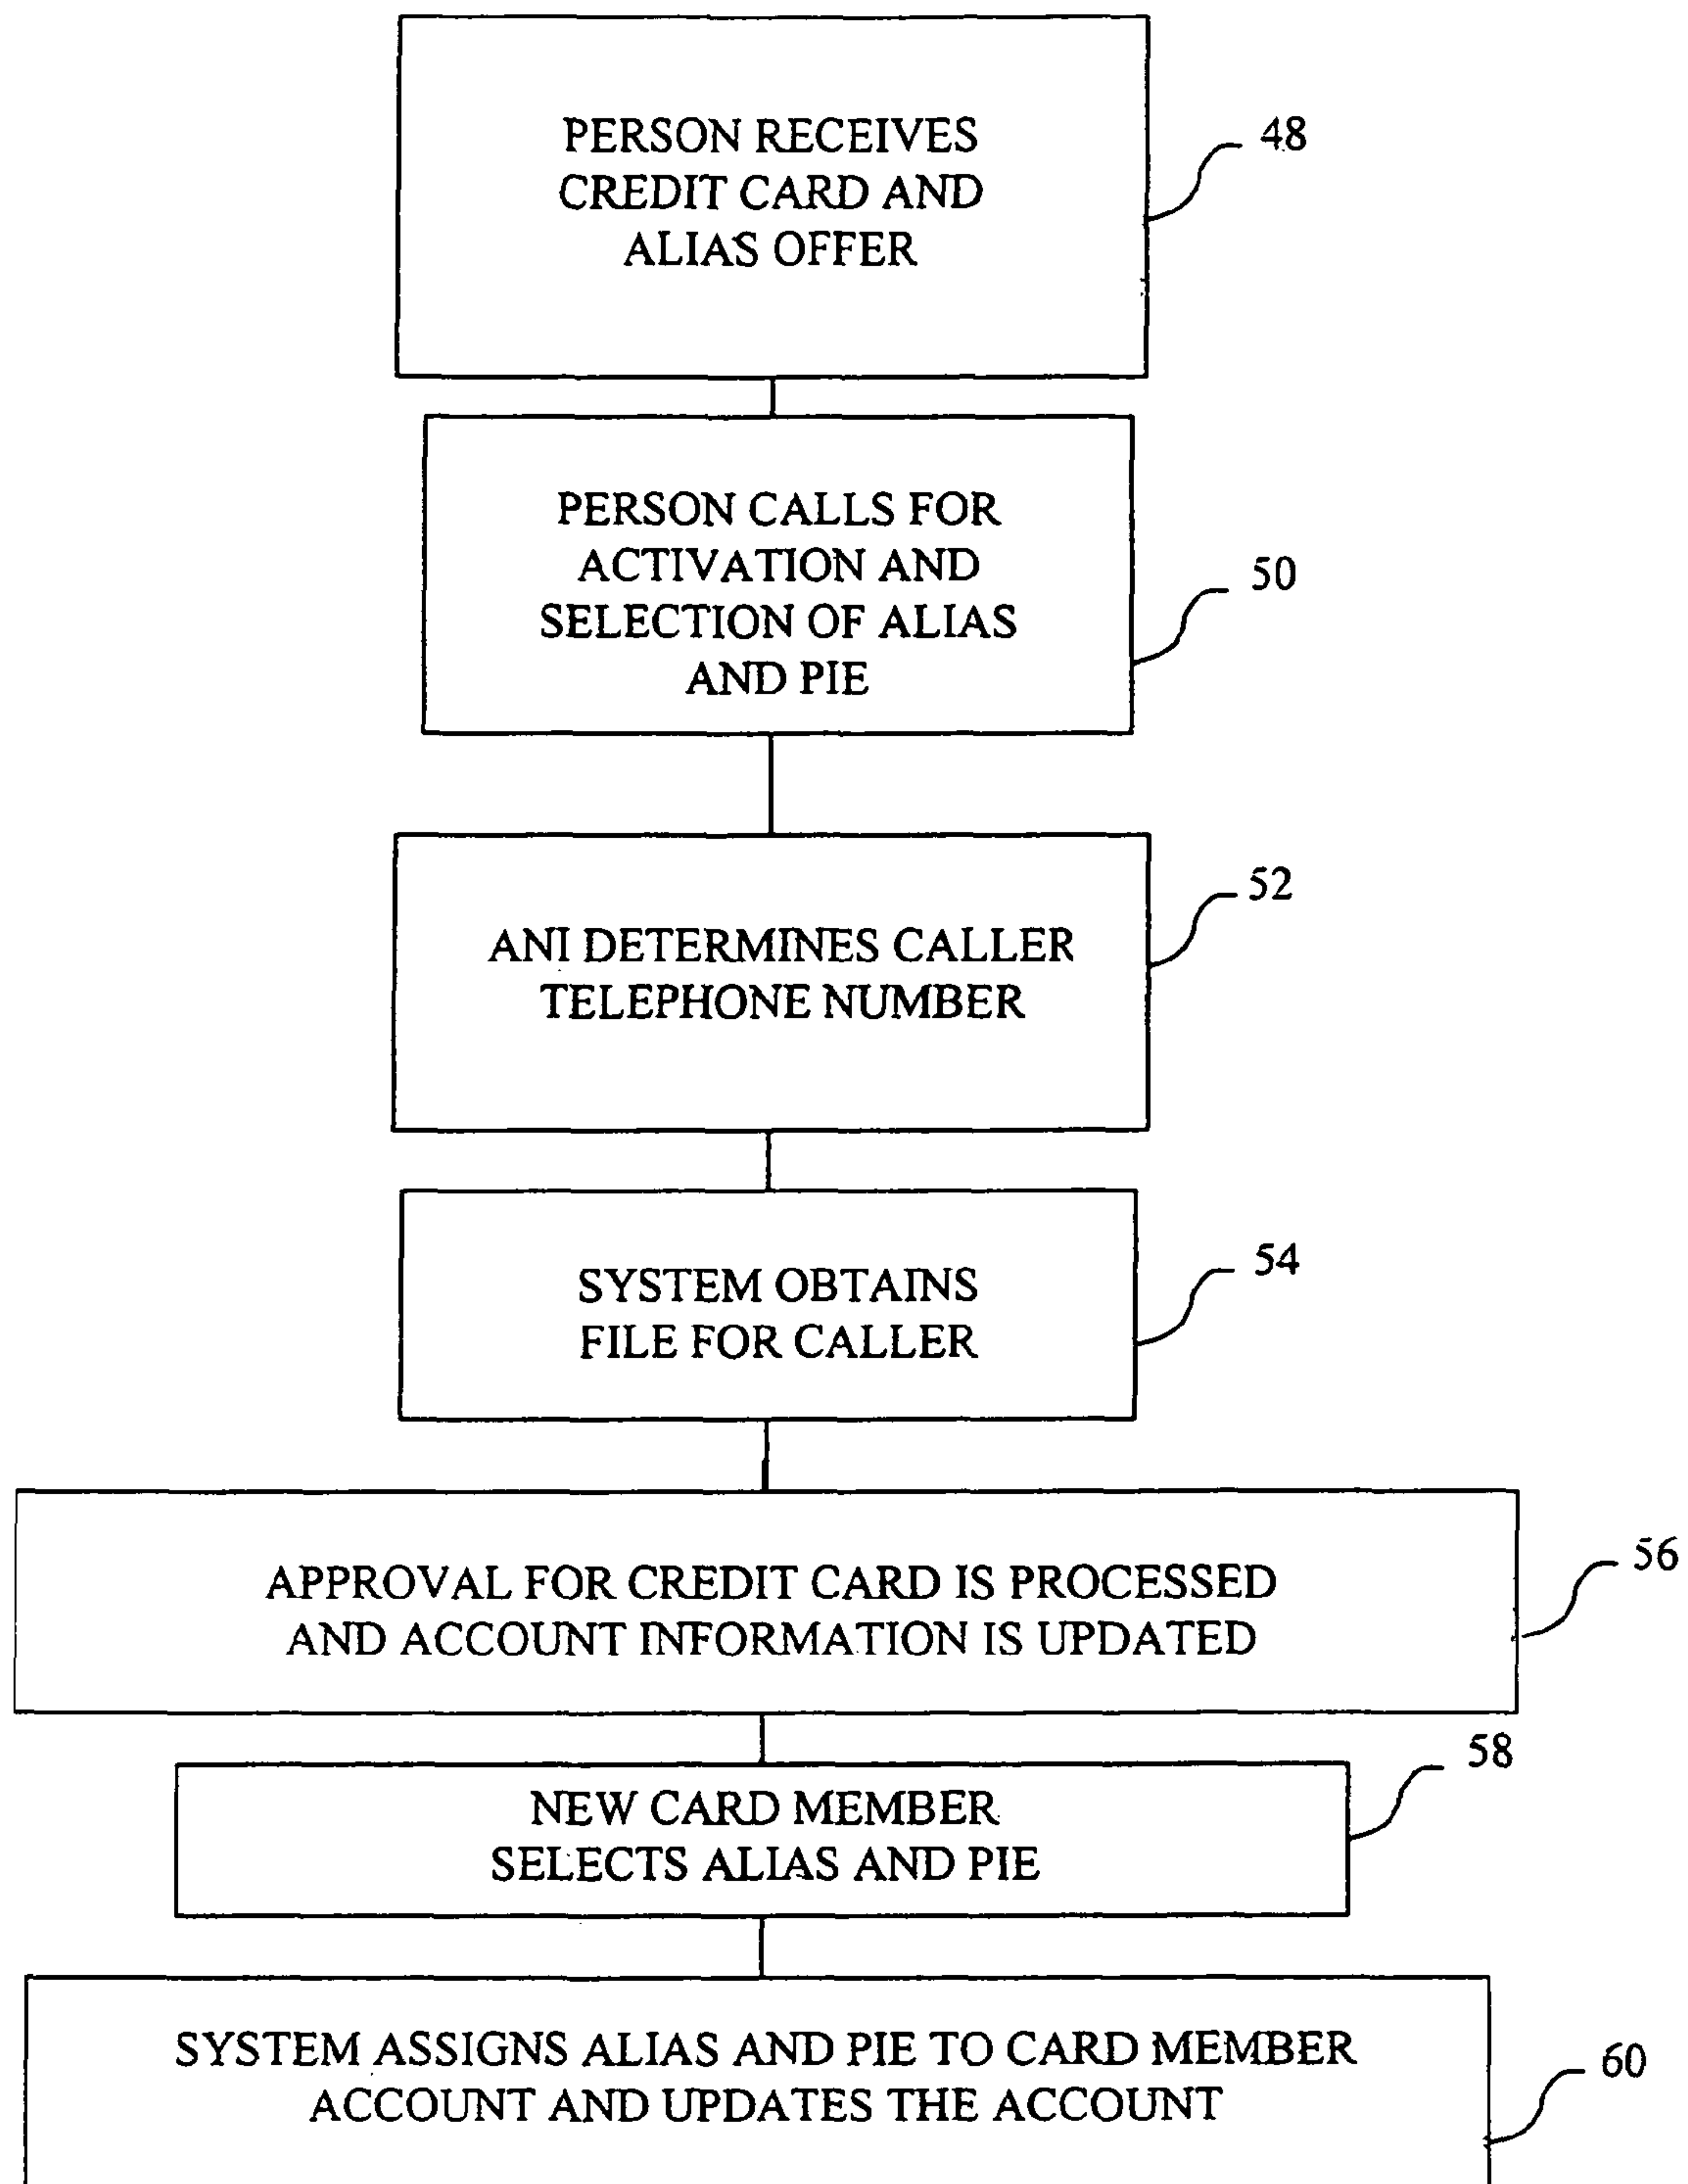 PERSON RECEIVES
CREDIT CARD AND
ALIAS OFFER
48
PERSON CALLS FOR
ACTIVATION AND
SELECTION OF ALIAS
AND PIE
50
ANI DETERMINES CALLER
TELEPHONE NUMBER
52
SYSTEM OBTAINS
FILE FOR CALLER
54
APPROVAL FOR CREDIT CARD IS PROCESSED
AND ACCOUNT INFORMATION IS UPDATED
56
NEW CARD MEMBER
SELECTS ALIAS AND PIE
58
SYSTEM ASSIGNS ALIAS AND PIE TO CARD MEMBER
ACCOUNT AND UPDATES THE ACCOUNT
60